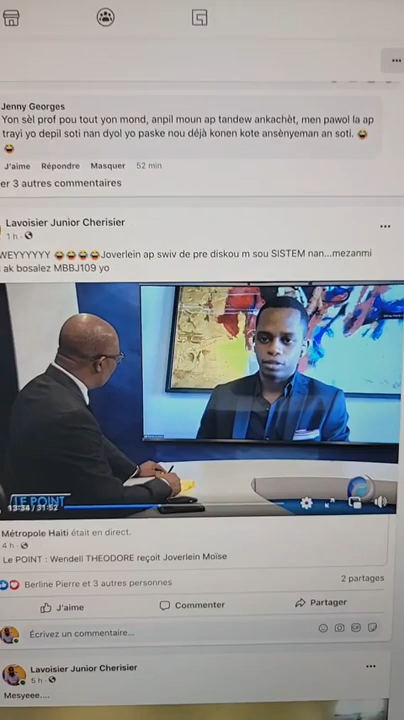 Jenny Georges
Yon sèl prof pou tout yon mond, anpil moun ap tandew ankachèt, men pawol la ap
trayi yo depil soti nan dyol yo paske nou déjà konen kote ansènyeman an soti. 😂
😂
J'aime Répondre Masquer 52 min
er 3 autres commentaires
Lavoisier Junior Cherisier
1 h ·
WEYYYYYY 😂😂😂😂Joverlein ap swiv de pre diskou m sou SISTEM nan...mezanmi
ak bosalez MBBJ109 yo
LE POINT
13:34 / 31:52
Métropole Haiti était en direct.
4 h ·
Le POINT : Wendell THEODORE reçoit Joverlein Moïse
Berline Pierre et 3 autres personnes
2 partages
J'aime Commenter Partager
Écrivez un commentaire...
Lavoisier Junior Cherisier
5 h ·
Mesyeee....